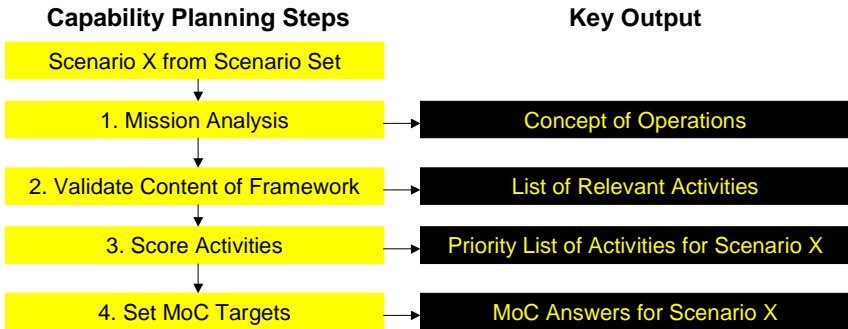 Capability Planning Steps
Key Output
Scenario X from Scenario Set
1. Mission Analysis
Concept of Operations
2. Validate Content of Framework
List of Relevant Activities
3. Score Activities
Priority List of Activities for Scenario X
4. Set MoC Targets
MoC Answers for Scenario X